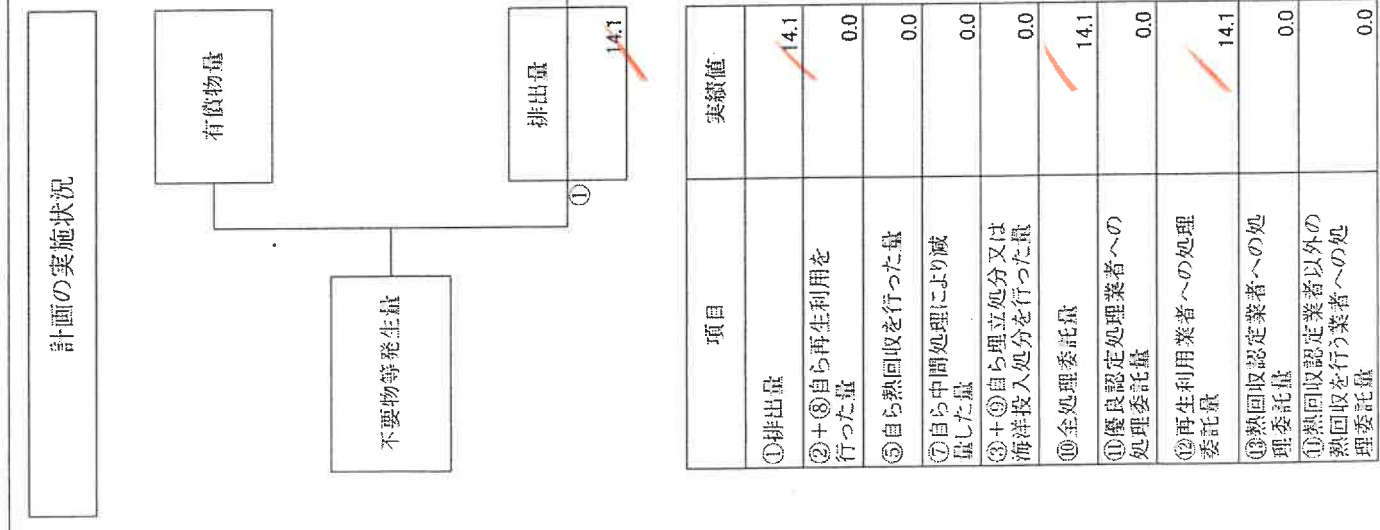 計画の実施状況
有償物量
不要物等発生量
①
排出量
14.1
項目
実績値
①排出量
14.1
②+⑧自ら再生利用を
行った量
0.0
⑤自ら熱回収を行った量
0.0
⑦自ら中間処理により減
量した量
0.0
③+⑨自ら埋立処分又は
海洋投入処分を行った量
0.0
⑩全処理委託量
14.1
⑪優良認定処理業者への
処理委託量
0.0
⑫再生利用業者への処理
委託量
14.1
⑬熱回収認定業者への処
理委託量
0.0
⑪熱回収認定業者以外の
熱回収を行う業者への処
理委託量
0.0